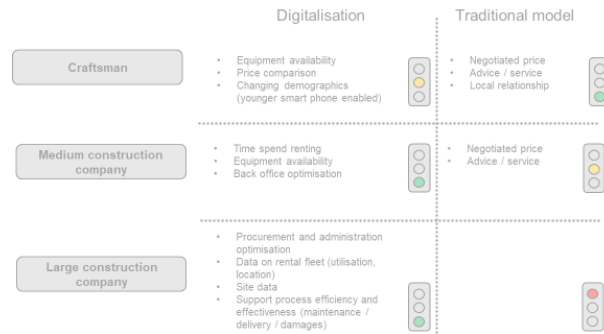 Digitalisation
Traditional model
Craftsman
• Equipment availability
• Price comparison
• Changing demographics
(younger smart phone enabled)
• Negotiated price
• Advice / service
• Local relationship
Medium construction
company
• Time spend renting
• Equipment availability
• Back office optimisation
• Negotiated price
• Advice / service
Large construction
company
• Procurement and administration
optimisation
• Data on rental fleet (utilisation,
location)
• Site data
• Support process efficiency and
effectiveness (maintenance /
delivery / damages)